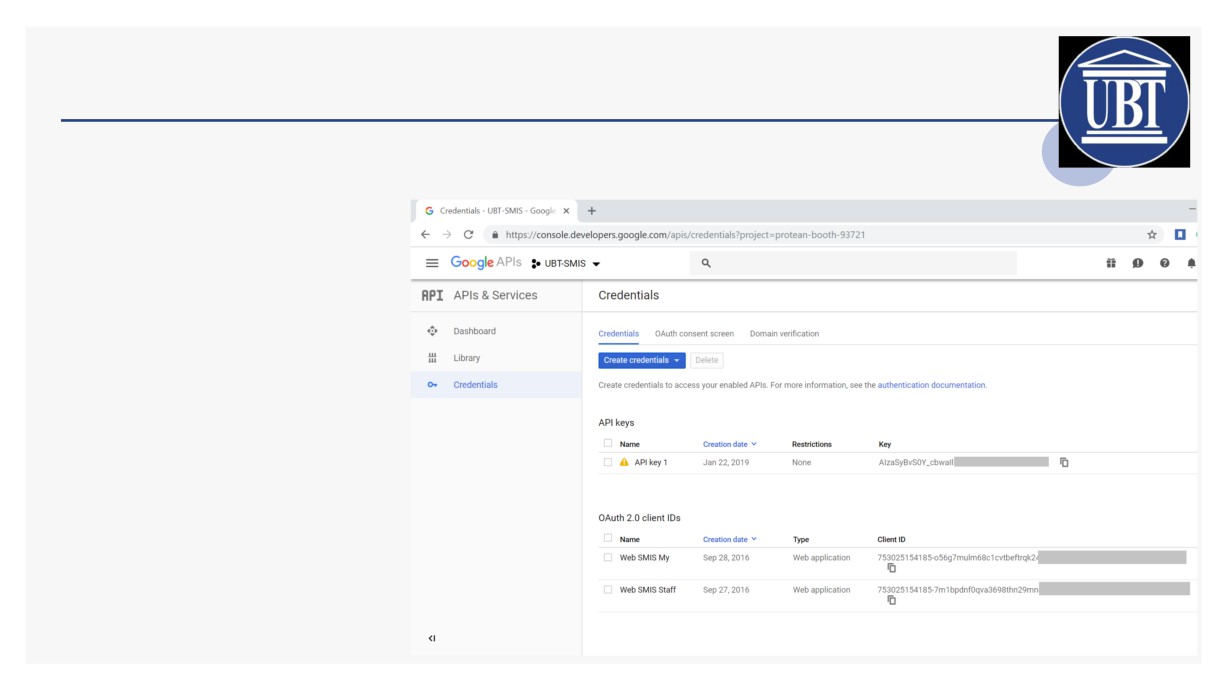 UBT
Credentials - UBT-SMIS - Google
https://console.developers.google.com/apis/credentials?project=protean-booth-93721
Google APIs UBT-SMIS
API APIs & Services
Credentials
Dashboard
Library
Credentials
Credentials OAuth consent screen Domain verification
Create credentials Delete
Create credentials to access your enabled APIs. For more information, see the authentication documentation.
API keys
Name Creation date Restrictions Key
API key 1 Jan 22, 2019 None AIzaSyBvS0Y_cbwaIl
OAuth 2.0 client IDs
Name Creation date Type Client ID
Web SMIS My Sep 28, 2016 Web application 753025154185-o56g7mulm68c1cvtbeftrqk2
Web SMIS Staff Sep 27, 2016 Web application 753025154185-7m1bpdnf0qva3698thn29mn